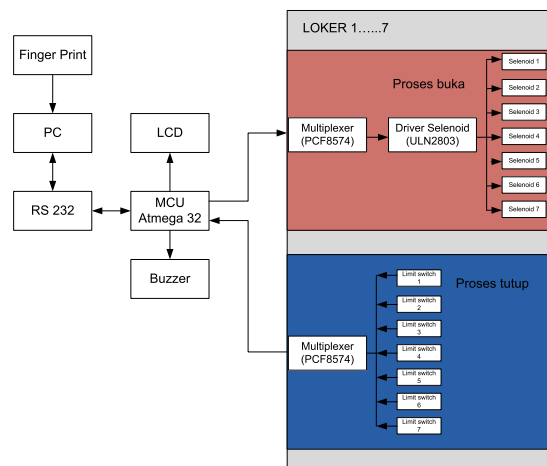 LOKER 1…...7
Finger Print
PC
RS 232
LCD
MCU
Atmega 32
Buzzer
Proses buka
Multiplexer
(PCF8574)
Driver Selenoid
(ULN2803)
Selenoid 1
Selenoid 2
Selenoid 3
Selenoid 4
Selenoid 5
Selenoid 6
Selenoid 7
Proses tutup
Multiplexer
(PCF8574)
Limit switch
1
Limit switch
2
Limit switch
3
Limit switch
4
Limit switch
5
Limit switch
6
Limit switch
7